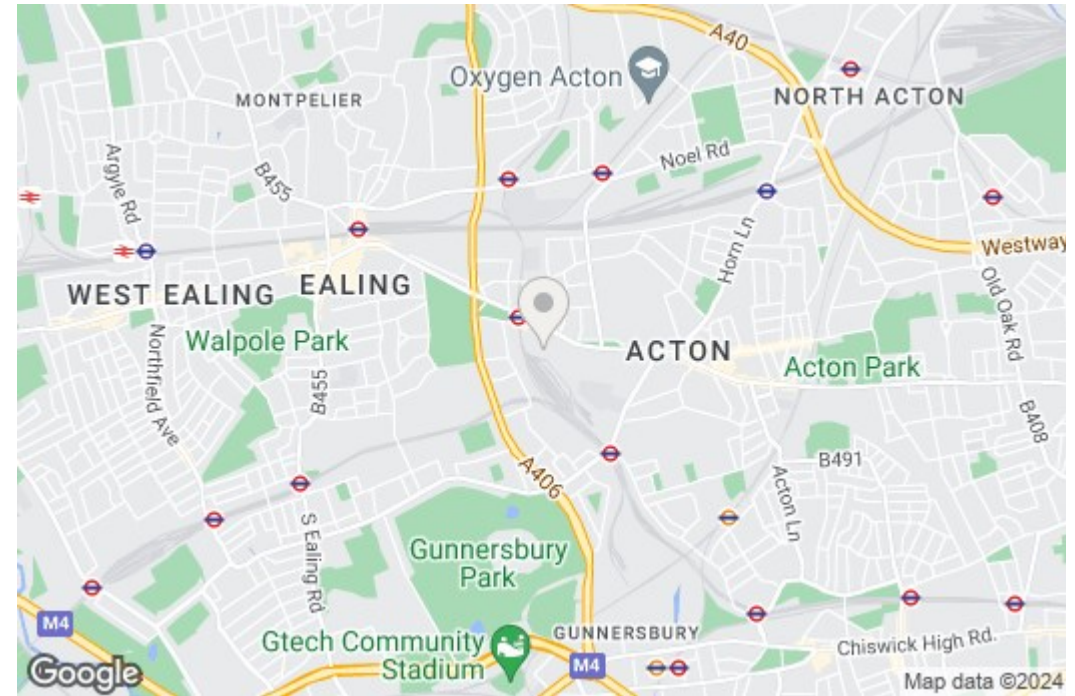 A40
Oxygen Acton
MONTPELIER
NORTH ACTON
Argyle Rd
B455
Noel Rd
Horn Ln
Westway
WEST EALING
EALING
Old Oak Rd
Walpole Park
ACTON
Acton Park
Northfield Ave
B455
B408
B491
A406
Acton Ln
S Ealing Rd
Gunnersbury
Park
M4
Gtech Community
Stadium
GUNNERSBURY
Chiswick High Rd.
M4
Google
Map data ©2024